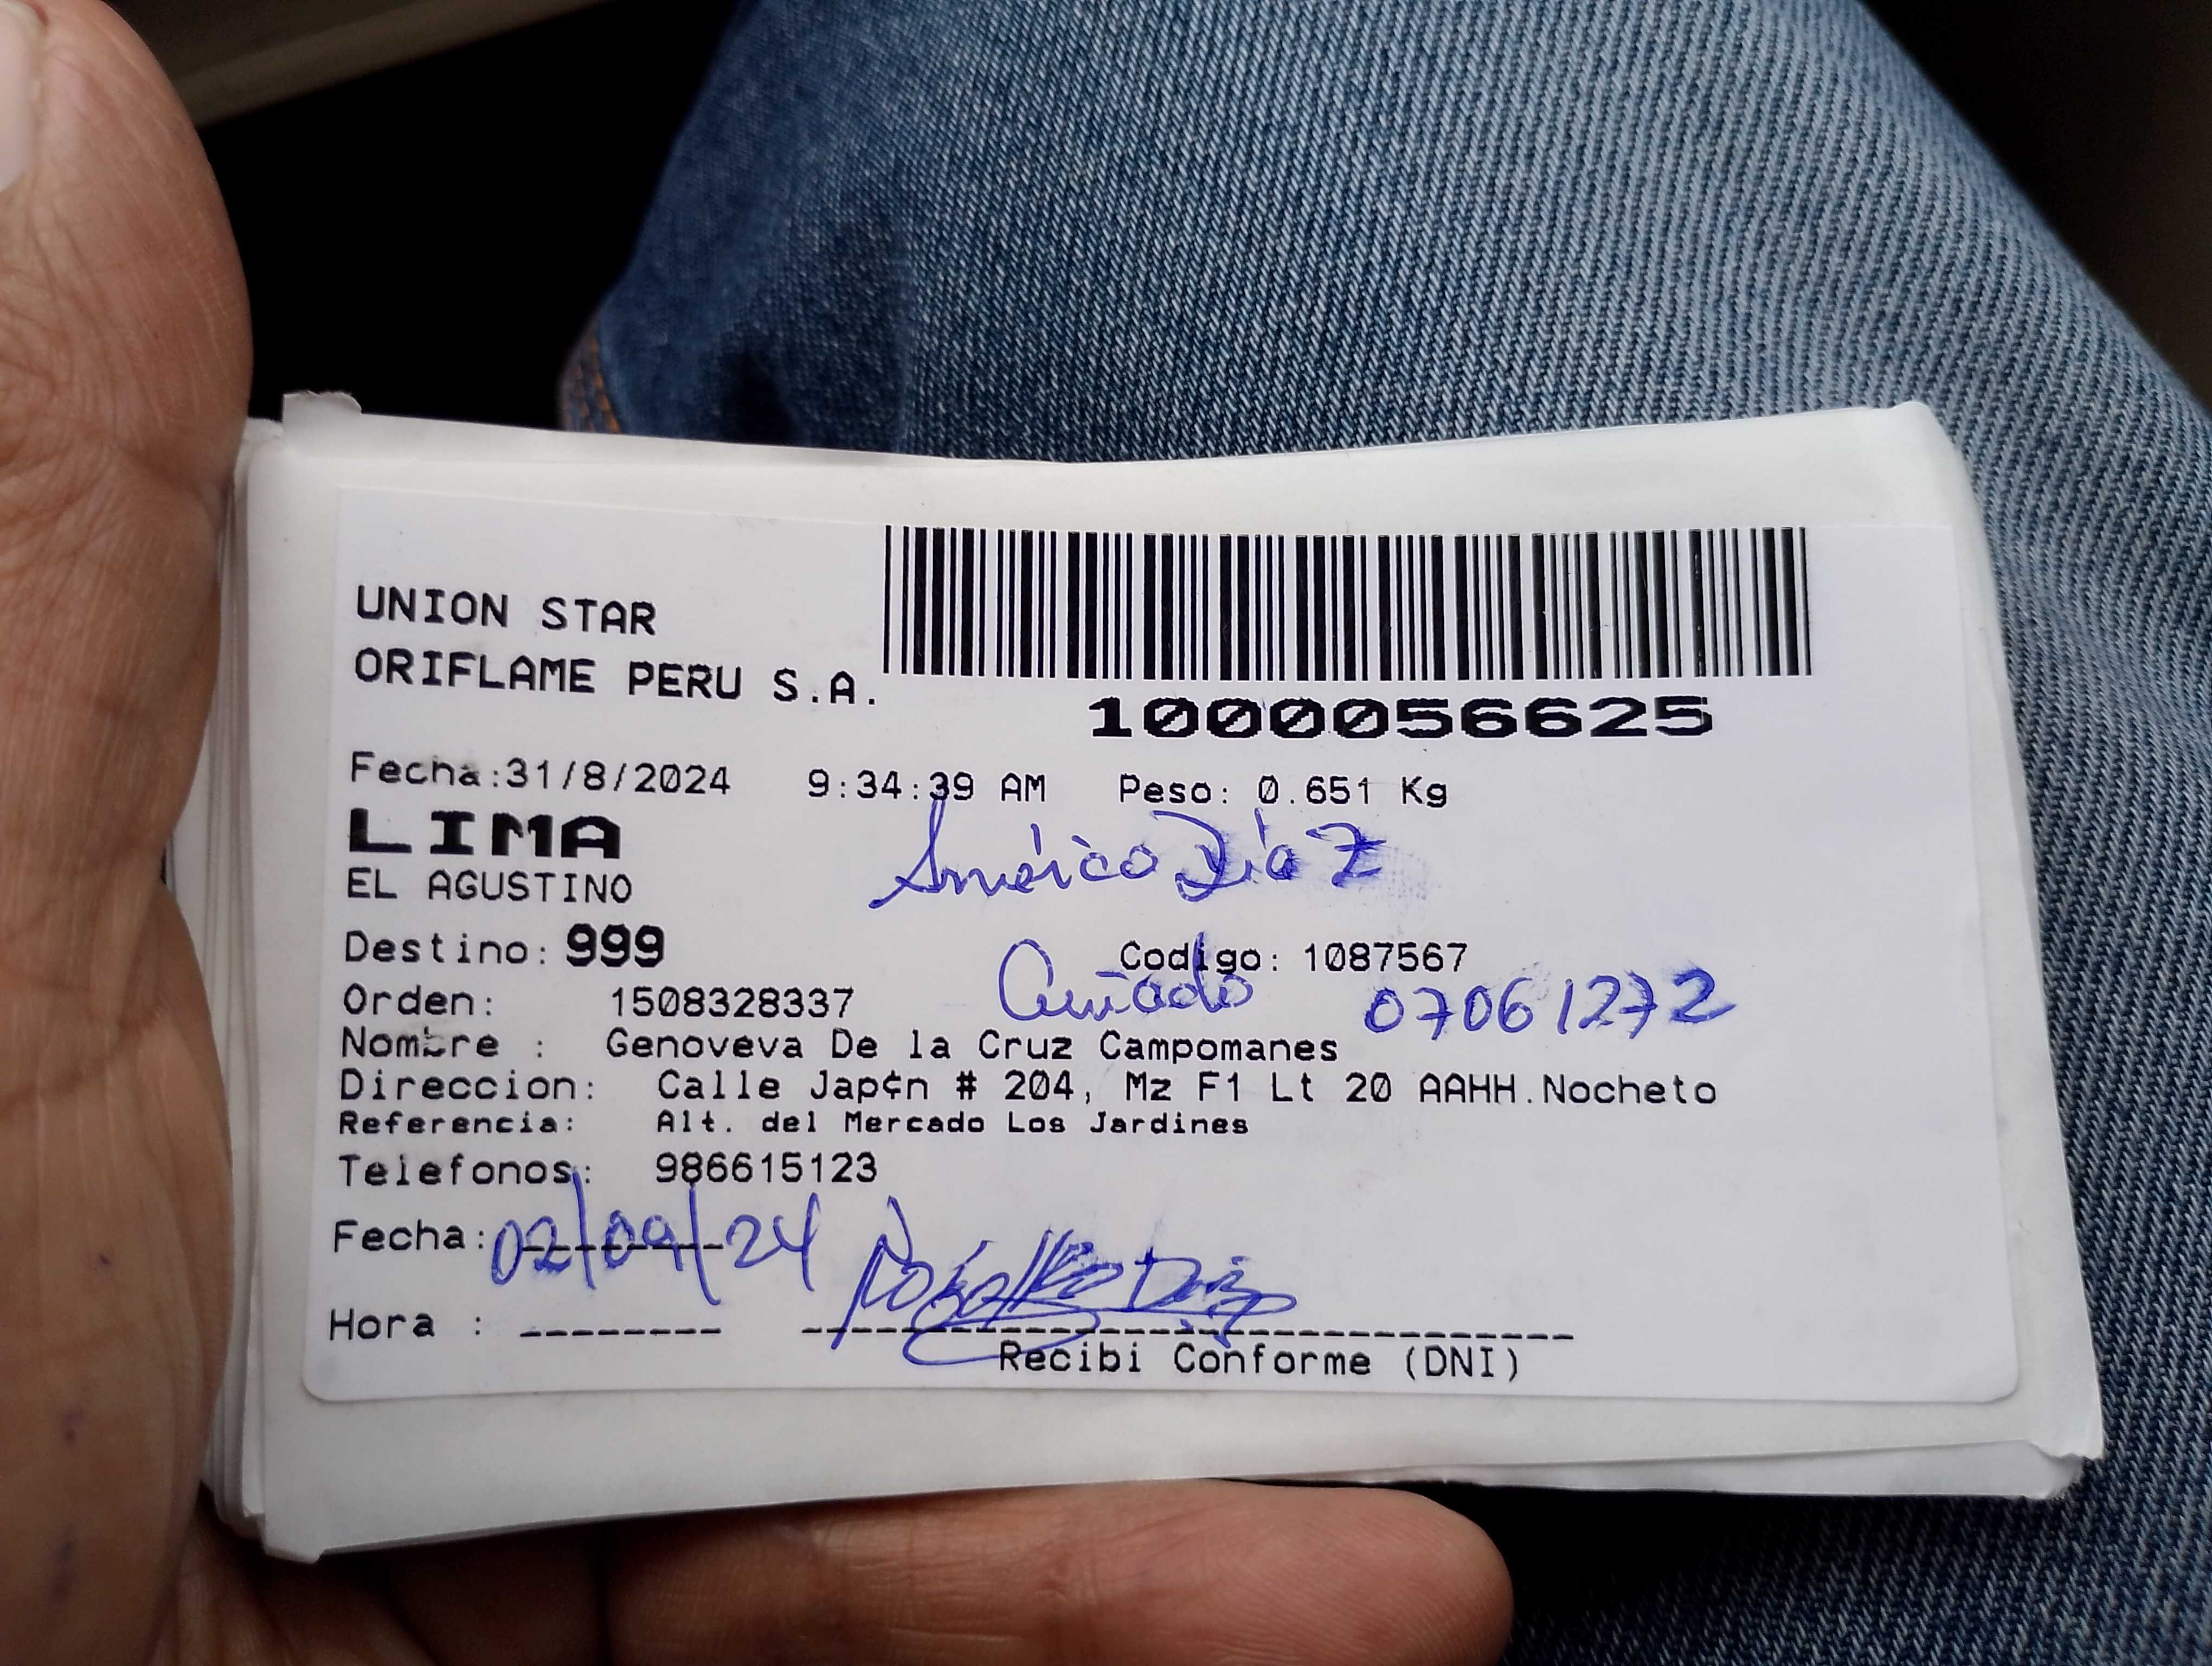 UNION STAR
ORIFLAME PERU S.A.
1000056625
Fecha:31/8/2024 9:34:39 AM Peso: 0.651 Kg
LIMA
Américo Díaz
EL AGUSTINO
Destino: 999 Codigo: 1087567
Cuñado 07061272
Orden: 1508328337
Nombre : Genoveva De la Cruz Campomanes
Direccion: Calle Jap¢n # 204, Mz F1 Lt 20 AAHH.Nocheto
Referencia: Alt. del Mercado Los Jardines
Telefonos: 986615123
Fecha: 02/09/24
Hora :
Recibi Conforme (DNI)